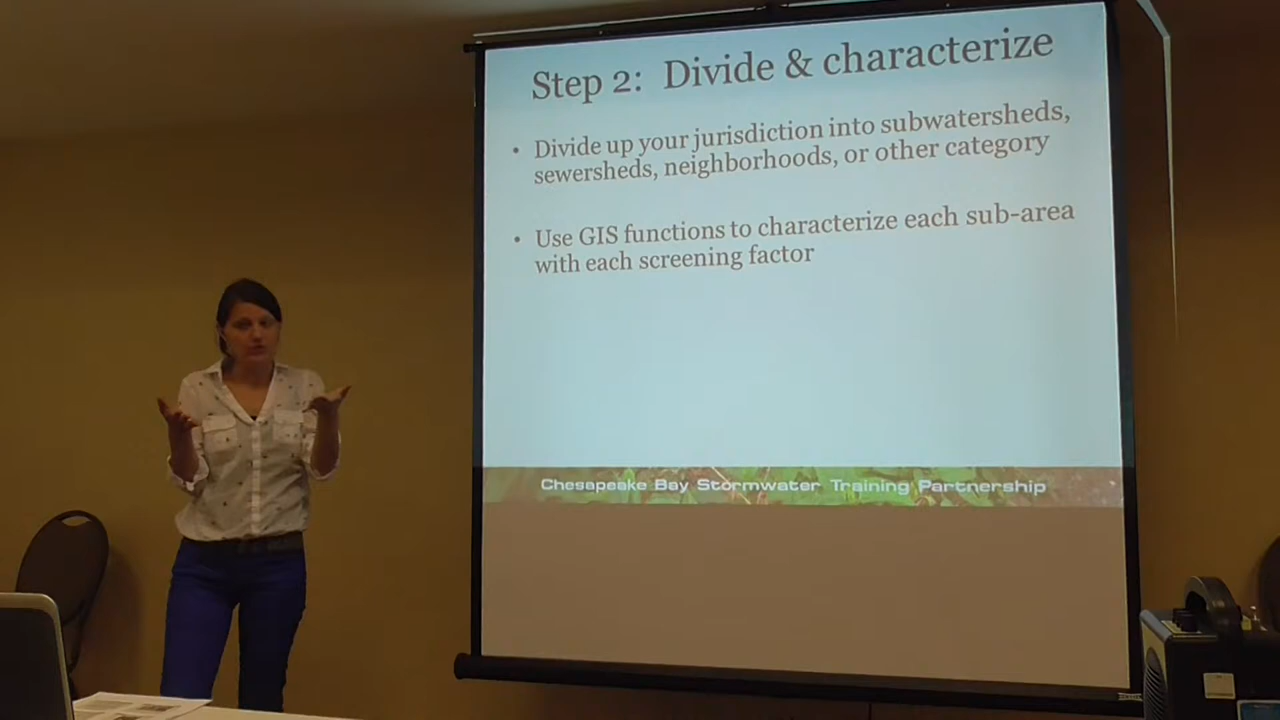 Step 2: Divide & characterize
• Divide up your jurisdiction into subwatersheds,
sewersheds, neighborhoods, or other category
• Use GIS functions to characterize each sub-area
with each screening factor
Chesapeake Bay Stormwater Training Partnership